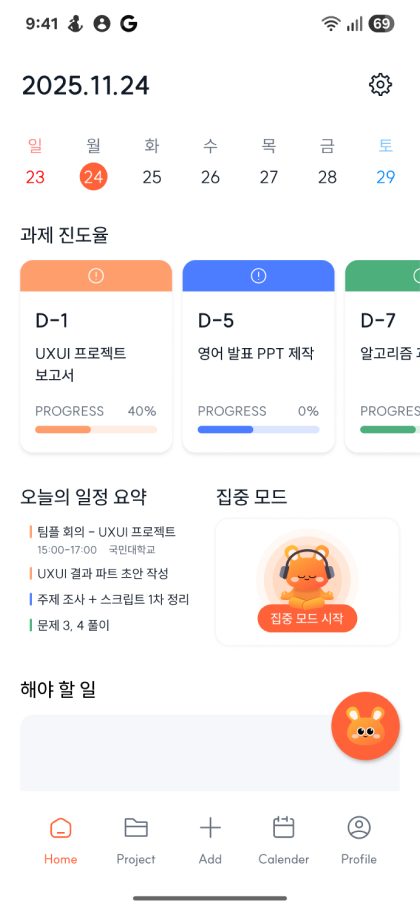 9:41
69
2025.11.24
일 월 화 수 목 금 토
23 24 25 26 27 28 29
과제 진도율
D-1
UXUI 프로젝트
보고서
PROGRESS 40%
D-5
영어 발표 PPT 제작
PROGRESS 0%
D-7
알고리즘
PROGRES
오늘의 일정 요약
팀플 회의 - UXUI 프로젝트
15:00-17:00 국민대학교
UXUI 결과 파트 초안 작성
주제 조사 + 스크립트 1차 정리
문제 3, 4 풀이
집중 모드
집중 모드 시작
해야 할 일
Home Project Add Calender Profile